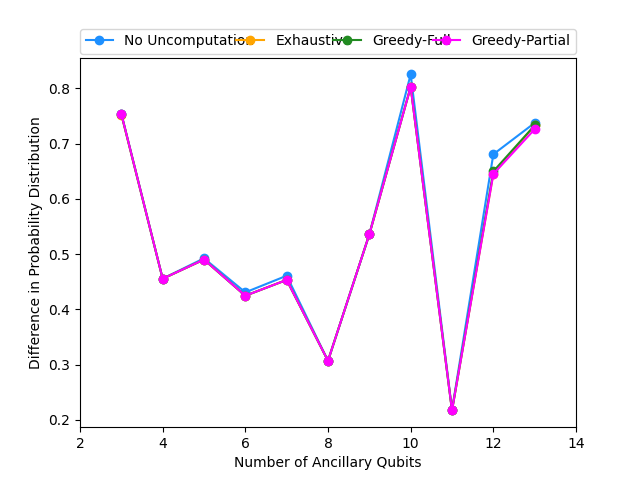 No Uncomputation Exhaustive Greedy-Full Greedy-Partial
0.8
0.7
0.6
0.5
0.4
0.3
0.2
Difference in Probability Distribution
2 4 6 8 10 12 14
Number of Ancillary Qubits